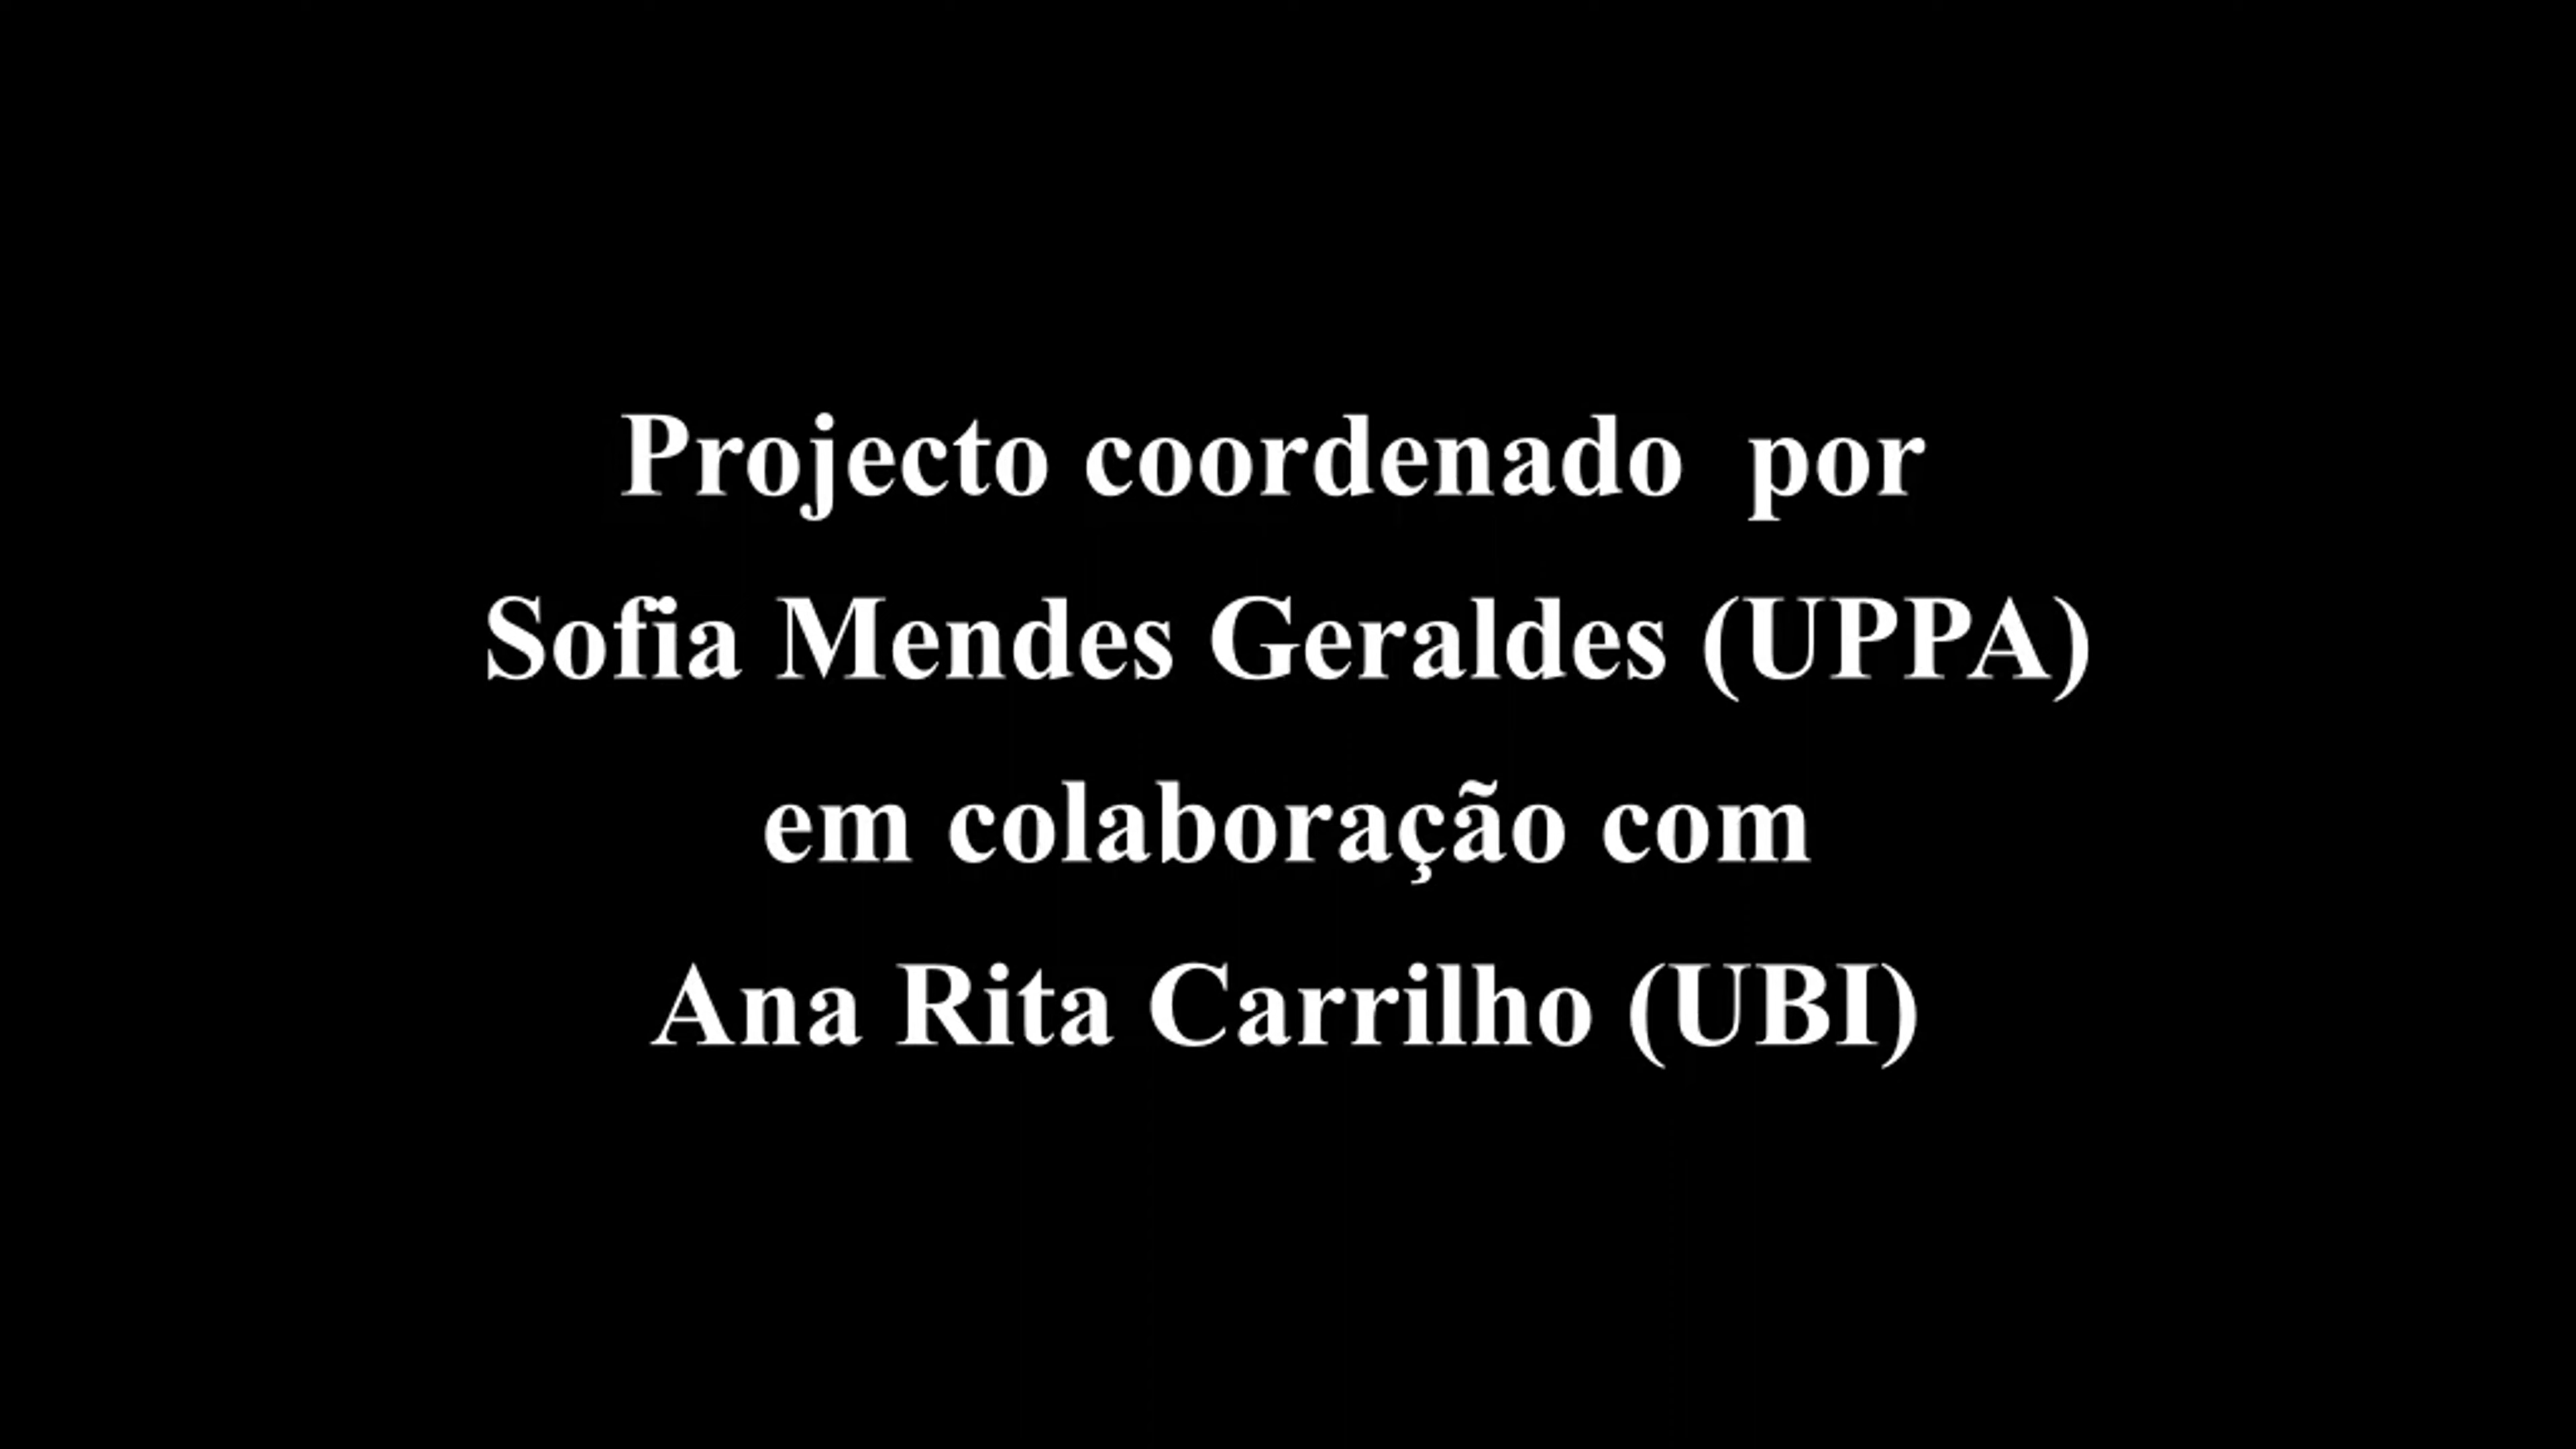 Projecto coordenado  por
Sofia Mendes Geraldes (UPPA)
em colaboração com
Ana Rita Carrilho (UBI)